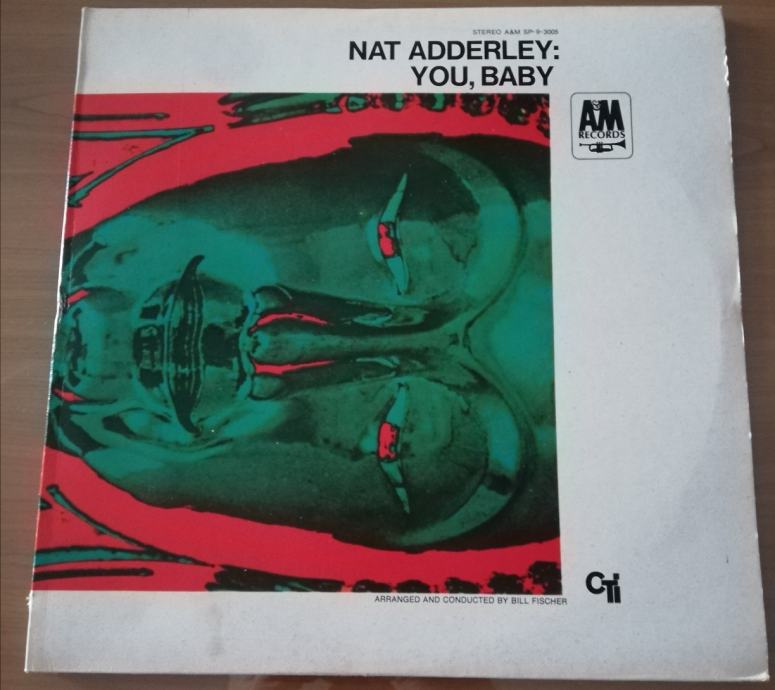 STEREO A&M SP-9-3005
NAT ADDERLEY:
YOU, BABY
A&M
RECORDS
CTi
ARRANGED AND CONDUCTED BY BILL FISCHER